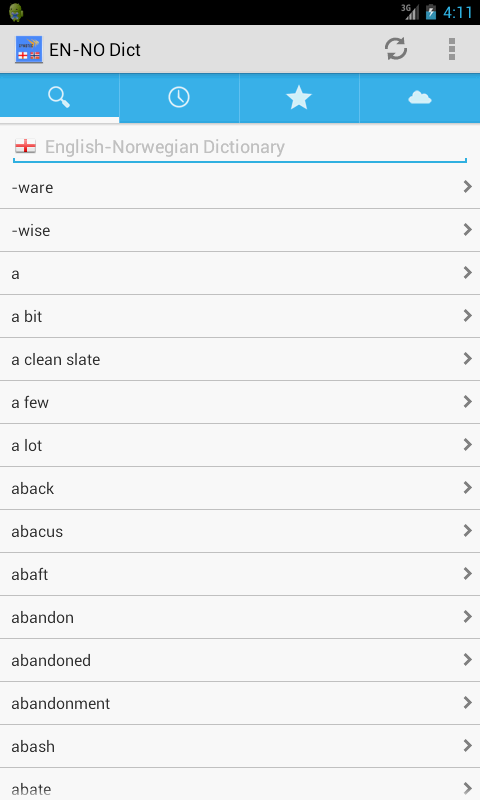 3G
4:11
EN-NO Dict
English-Norwegian Dictionary
-ware
-wise
a
a bit
a clean slate
a few
a lot
aback
abacus
abaft
abandon
abandoned
abandonment
abash
abate